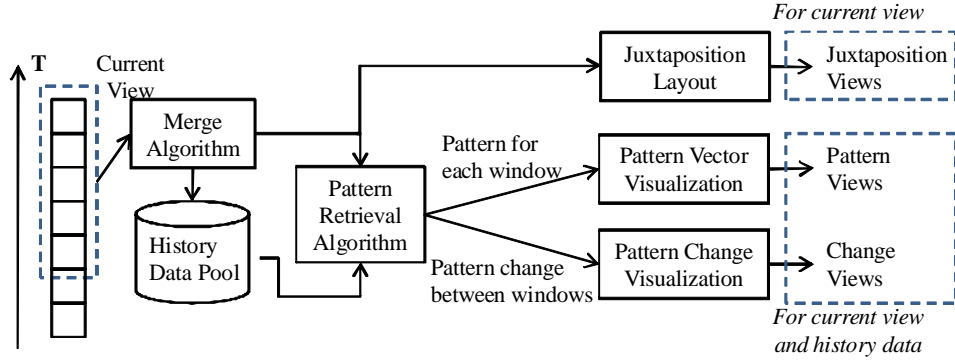 For current view
T
Current
View
Merge
Algorithm
History
Data Pool
Pattern
Retrieval
Algorithm
Pattern for
each window
Pattern change
between windows
Juxtaposition
Layout
Juxtaposition
Views
Pattern Vector
Visualization
Pattern
Views
Pattern Change
Visualization
Change
Views
For current view
and history data